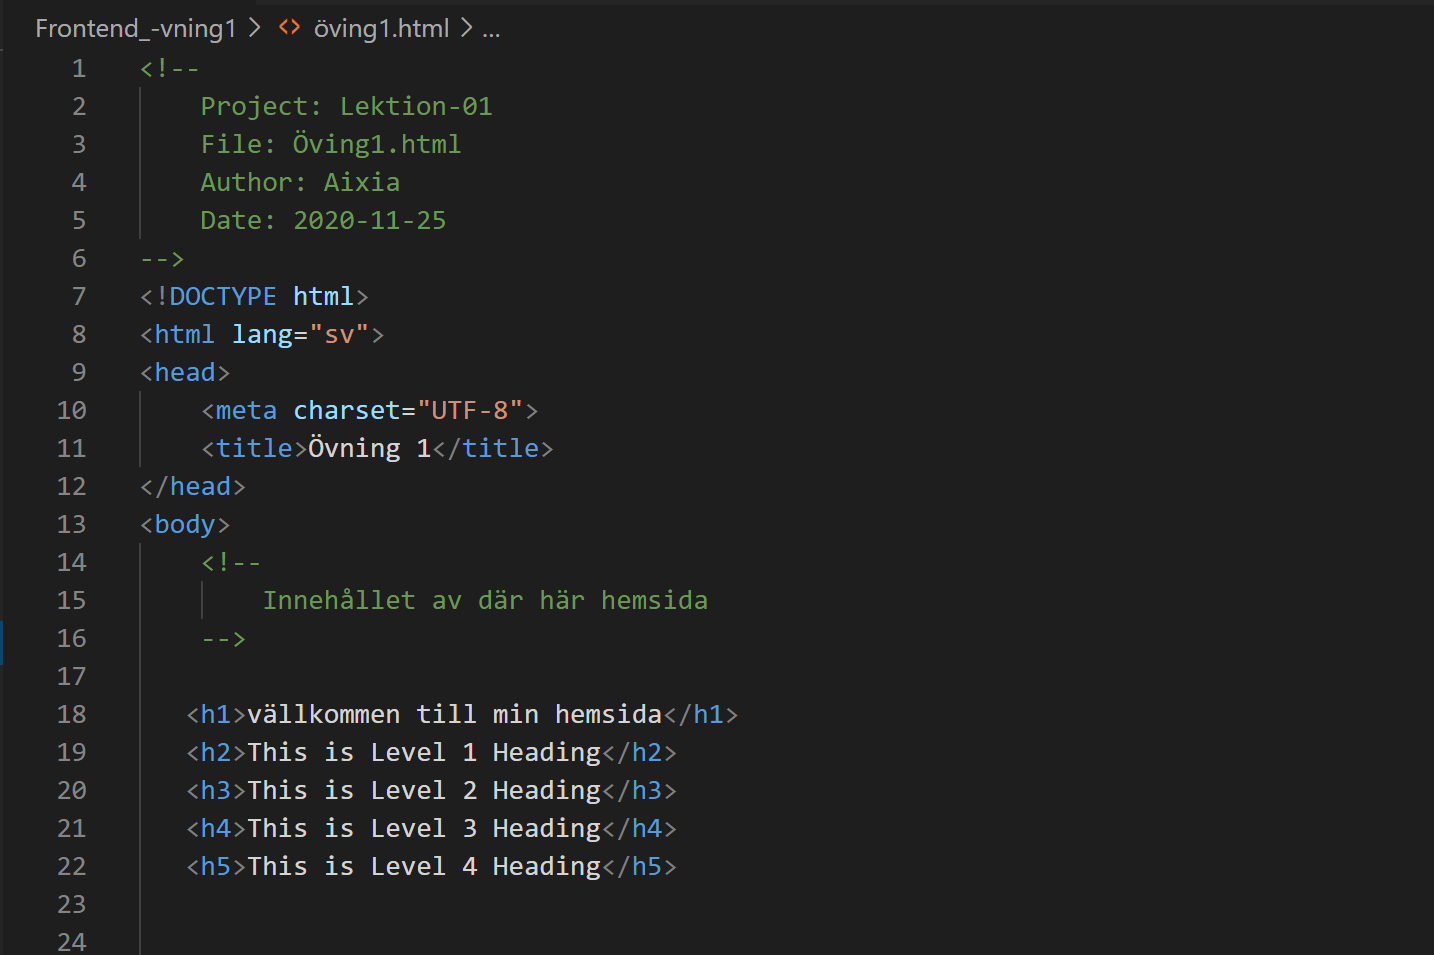 Frontend_-vning1 > <> öving1.html > ...
1 <!--
2 Project: Lektion-01
3 File: Öving1.html
4 Author: Aixia
5 Date: 2020-11-25
6 -->
7 <!DOCTYPE html>
8 <html lang="sv">
9 <head>
10 <meta charset="UTF-8">
11 <title>Övning 1</title>
12 </head>
13 <body>
14 <!--
15 Innehållet av där här hemsida
16 -->
17
18 <h1>vällkommen till min hemsida</h1>
19 <h2>This is Level 1 Heading</h2>
20 <h3>This is Level 2 Heading</h3>
21 <h4>This is Level 3 Heading</h4>
22 <h5>This is Level 4 Heading</h5>
23
24